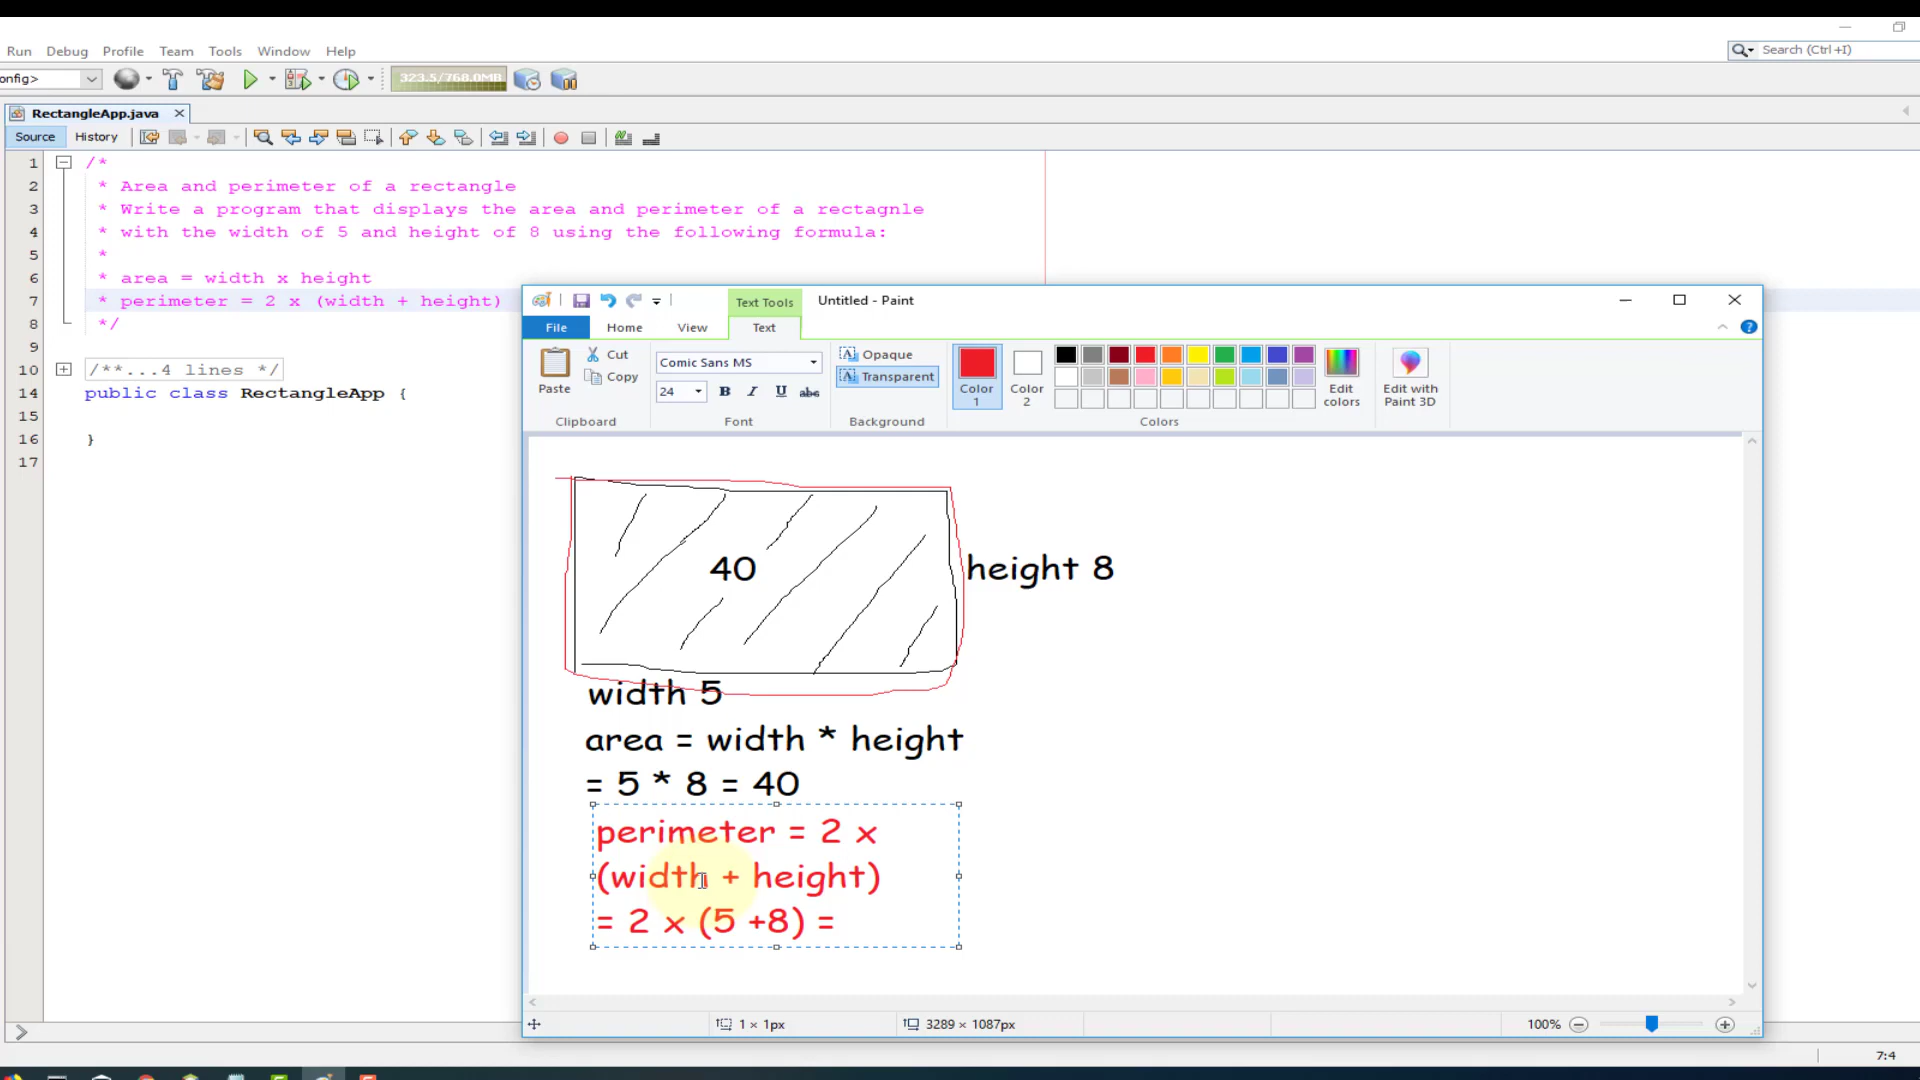 Run Debug Profile Team Tools Window Help
Search (Ctrl+I)
onfig>
323.5/768.0MB
RectangleApp.java
Source History
1 /*
2 * Area and perimeter of a rectangle
3 * Write a program that displays the area and perimeter of a rectagnle
4 * with the width of 5 and height of 8 using the following formula:
5 *
6 * area = width x height
7 * perimeter = 2 x (width + height)
8 */
9
10 /**...4 lines */
14 public class RectangleApp {
15
16 }
17
Text Tools Untitled - Paint
File Home View Text
Paste
Cut
Copy
Clipboard
Comic Sans MS
24 B I U abc
Font
Opaque
Transparent
Background
Color 1
Color 2
Colors
Edit colors
Edit with Paint 3D
40
height 8
width 5
area = width * height
= 5 * 8 = 40
perimeter = 2 x
(width + height)
= 2 x (5 +8) =
1 × 1px
3289 × 1087px
100%
7:4